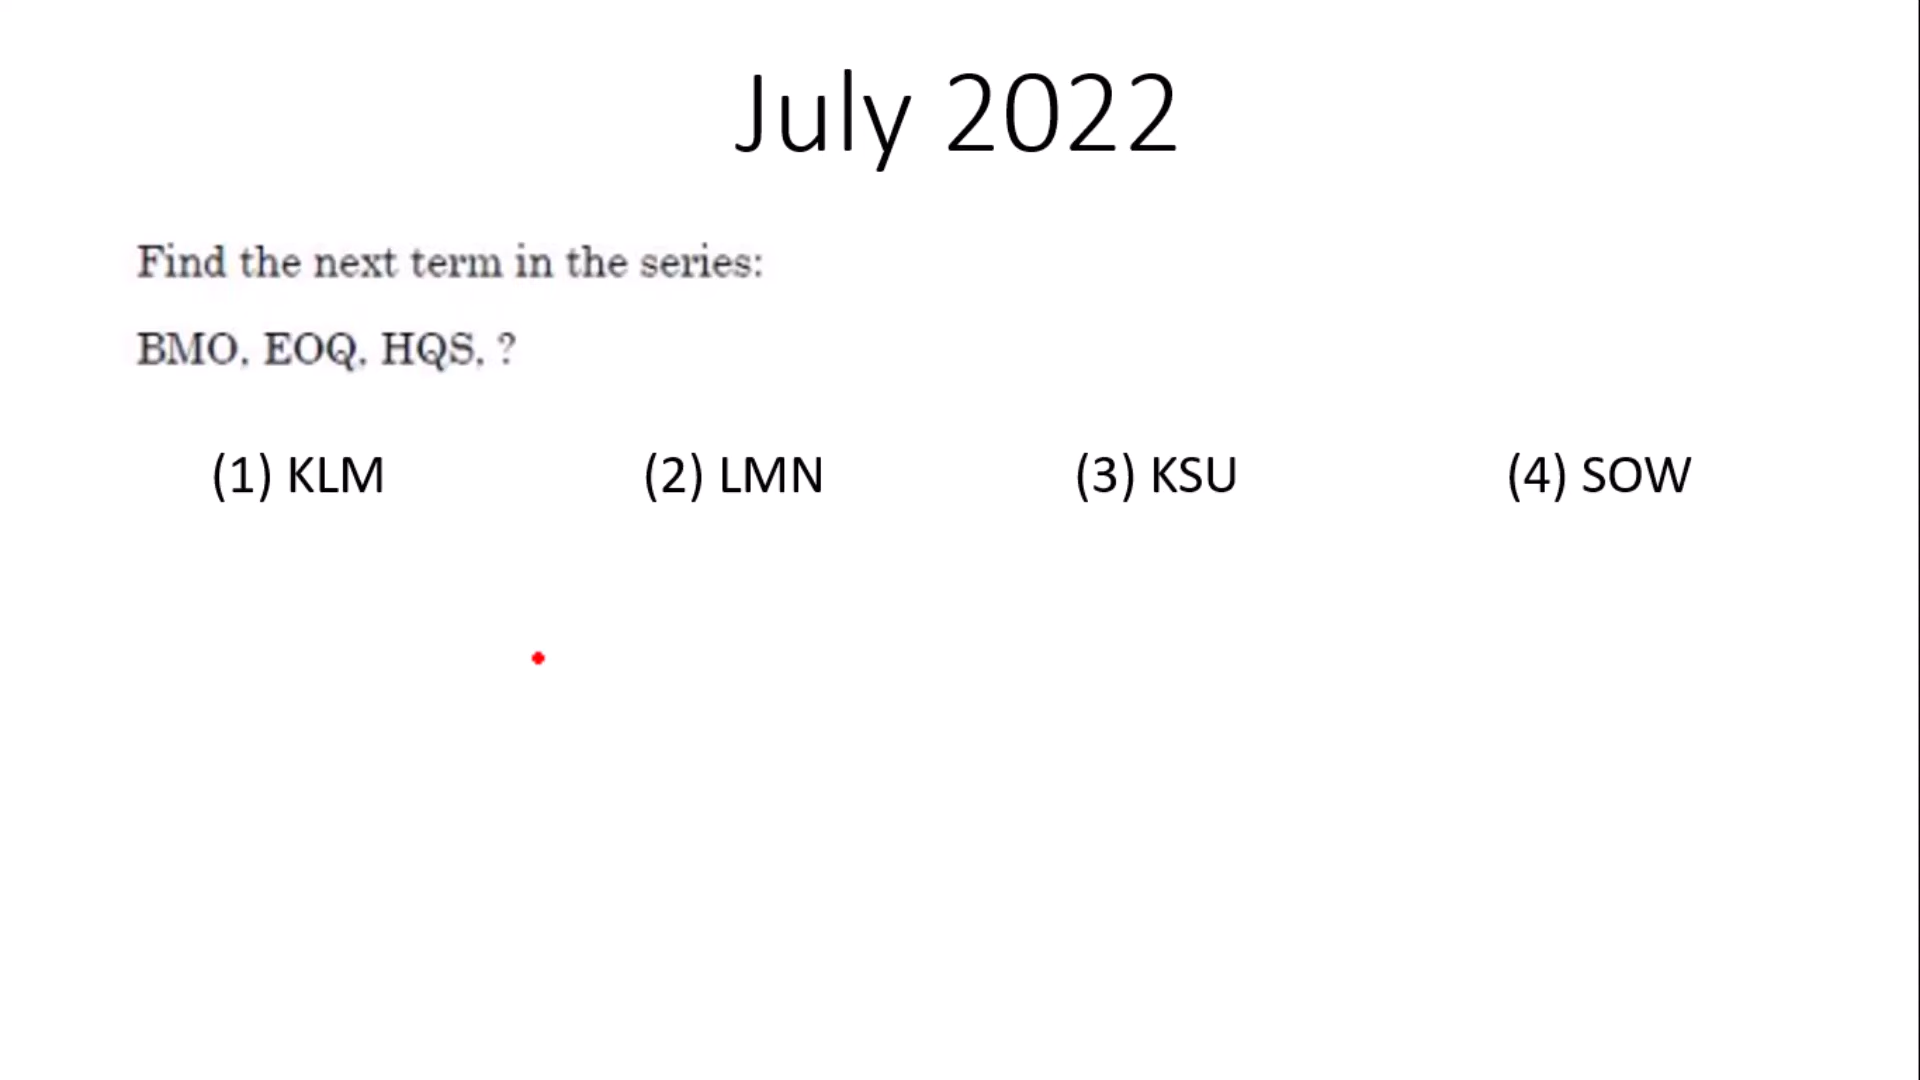 July 2022
Find the next term in the series:
BMO, EOQ, HQS, ?
(1) KLM (2) LMN (3) KSU (4) SOW